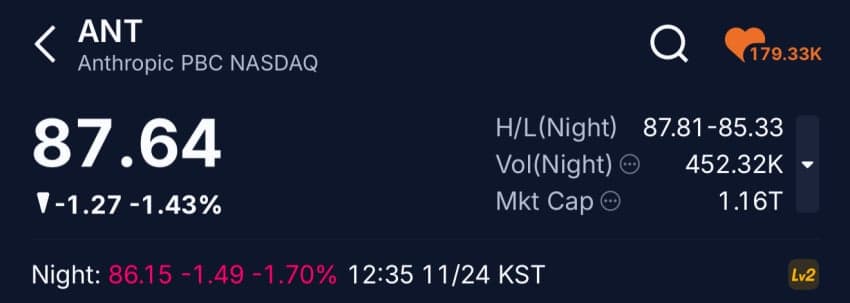 ANT
Anthropic PBC NASDAQ
179.33K
87.64
-1.27 -1.43%
H/L(Night) 87.81-85.33
Vol(Night) 452.32K
Mkt Cap 1.16T
Night: 86.15 -1.49 -1.70% 12:35 11/24 KST
Lv2